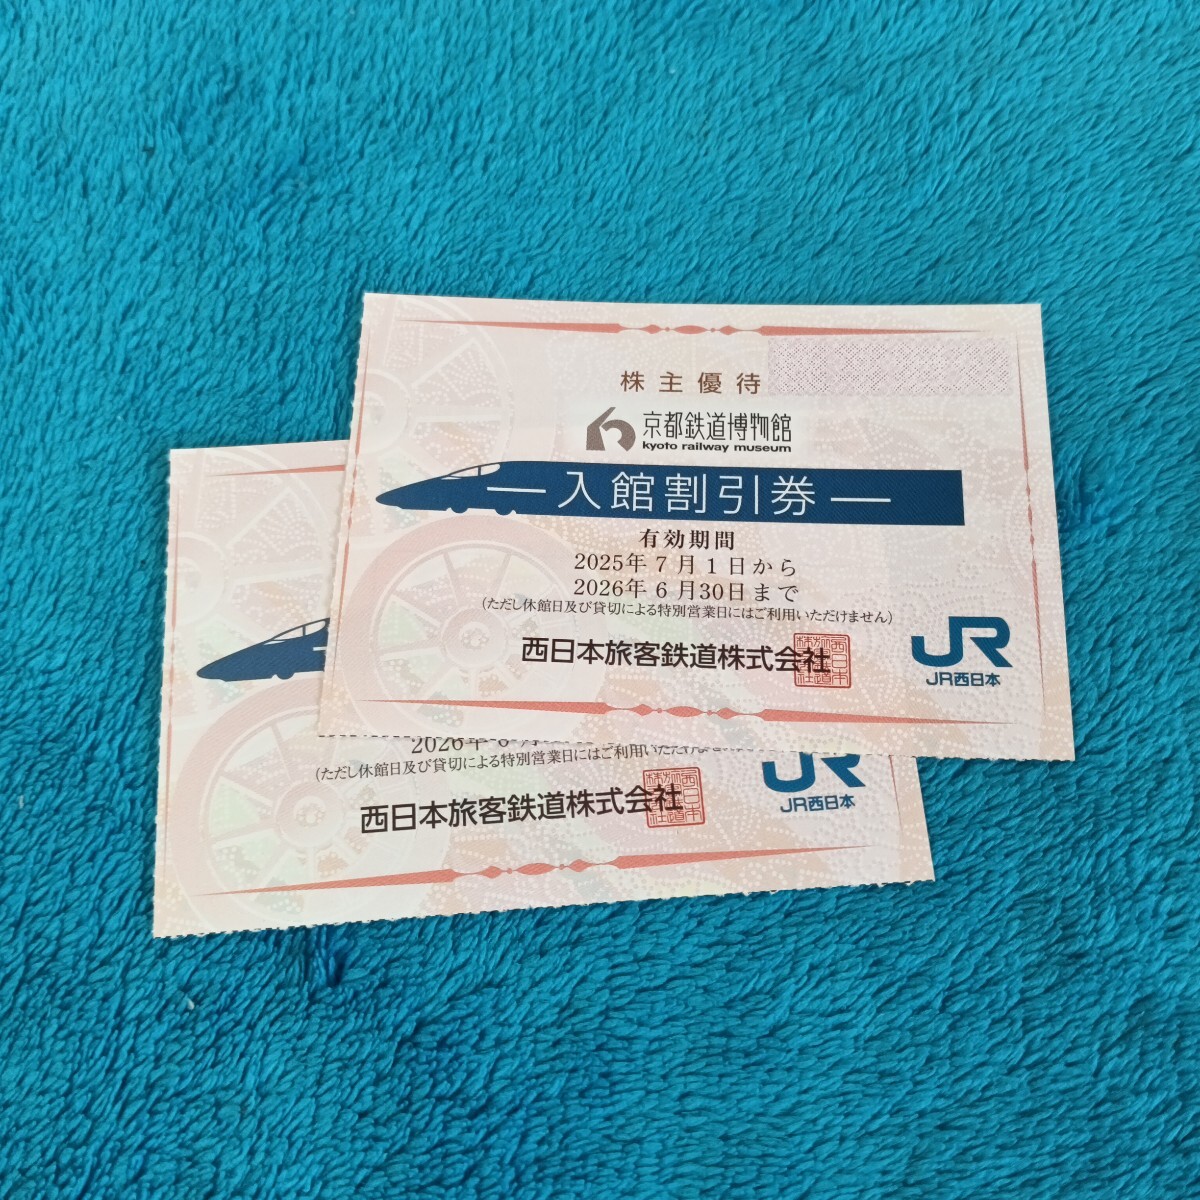 株主優待
京都鉄道博物館
kyoto railway museum
入館割引券
有効期間
2025年7月1日から
2026年6月30日まで
(ただし休館日及び貸切による特別営業日にはご利用いただけません)
西日本旅客鉄道株式会社
JR
JR西日本
2026年6月
(ただし休館日及び貸切による特別営業日にはご利用いただけま
西日本旅客鉄道株式会社
JR
JR西日本